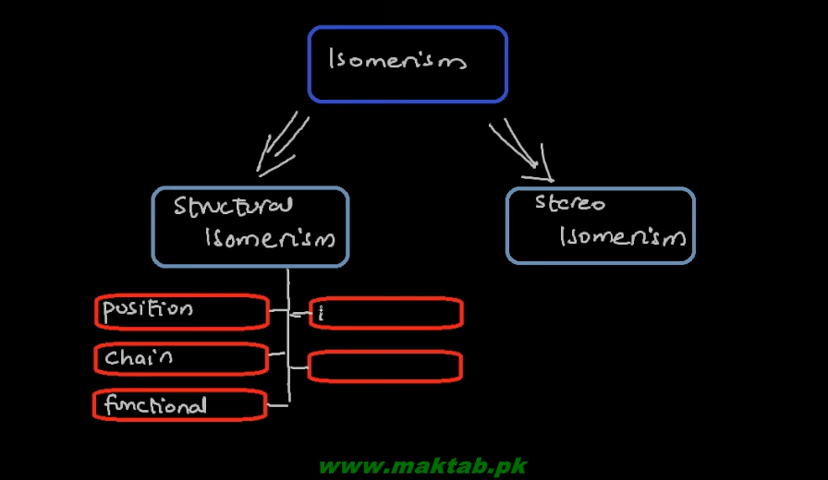 Isomerism
Structural
Isomerism
Stereo
Isomerism
position
chain
functional
www.maktab.pk